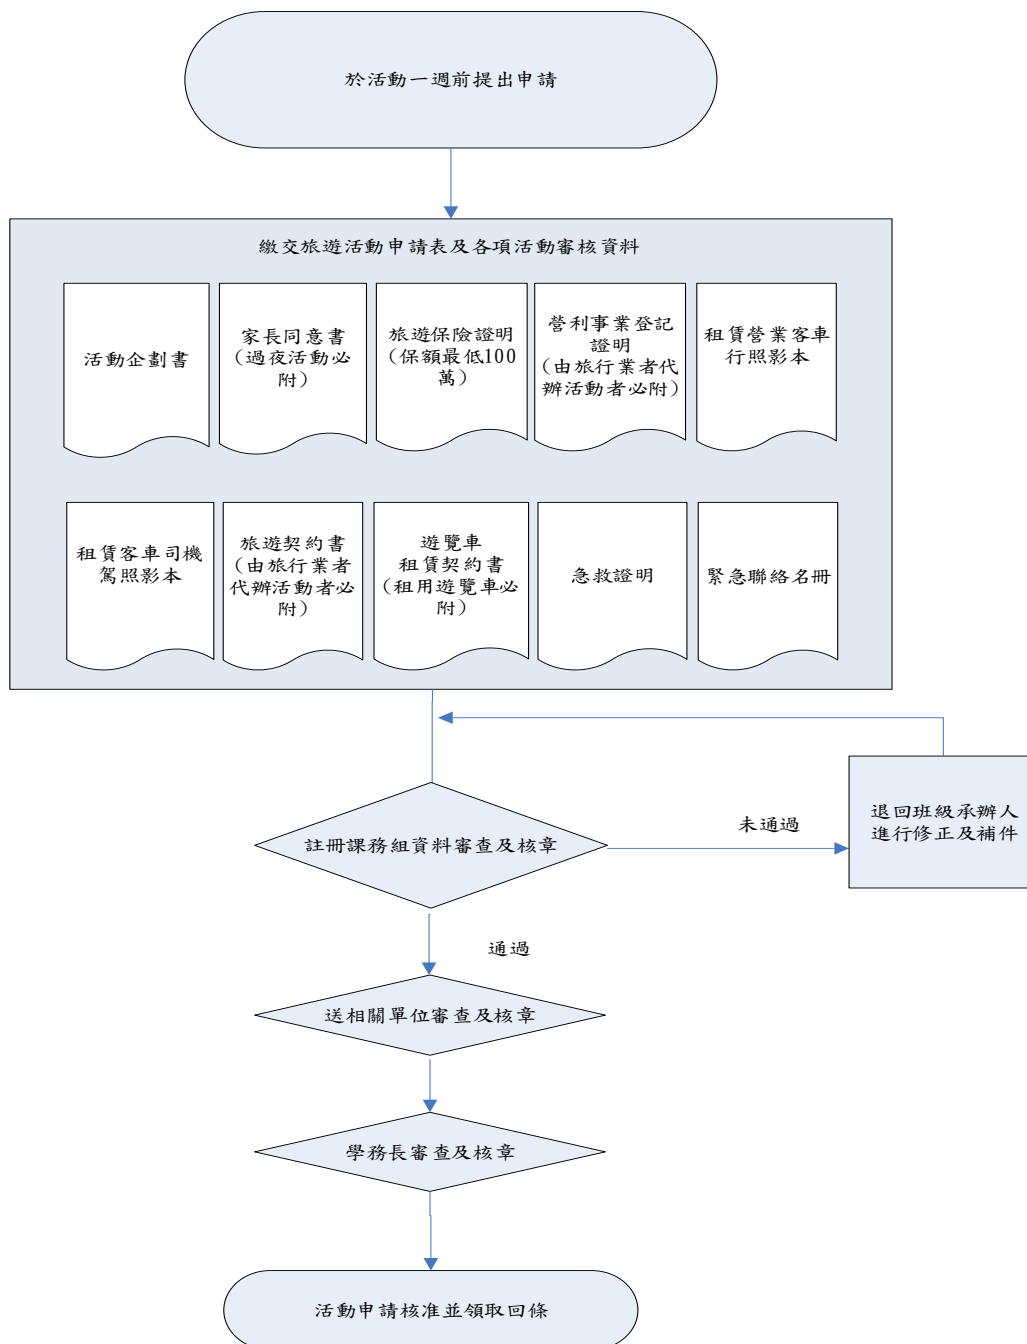 於活動一週前提出申請
繳交旅遊活動申請表及各項活動審核資料
活動企劃書
家長同意書
(過夜活動必
附)
旅遊保險證明
(保額最低100
萬)
營利事業登記
證明
(由旅行業者代
辦活動者必附)
租賃營業客車
行照影本
租賃客車司機
駕照影本
旅遊契約書
(由旅行業者
代辦活動者必
附)
遊覽車
租賃契約書
(租用遊覽車必
附)
急救證明
緊急聯絡名冊
註冊課務組資料審查及核章
未通過
退回班級承辦人
進行修正及補件
通過
送相關單位審查及核章
學務長審查及核章
活動申請核准並領取回條